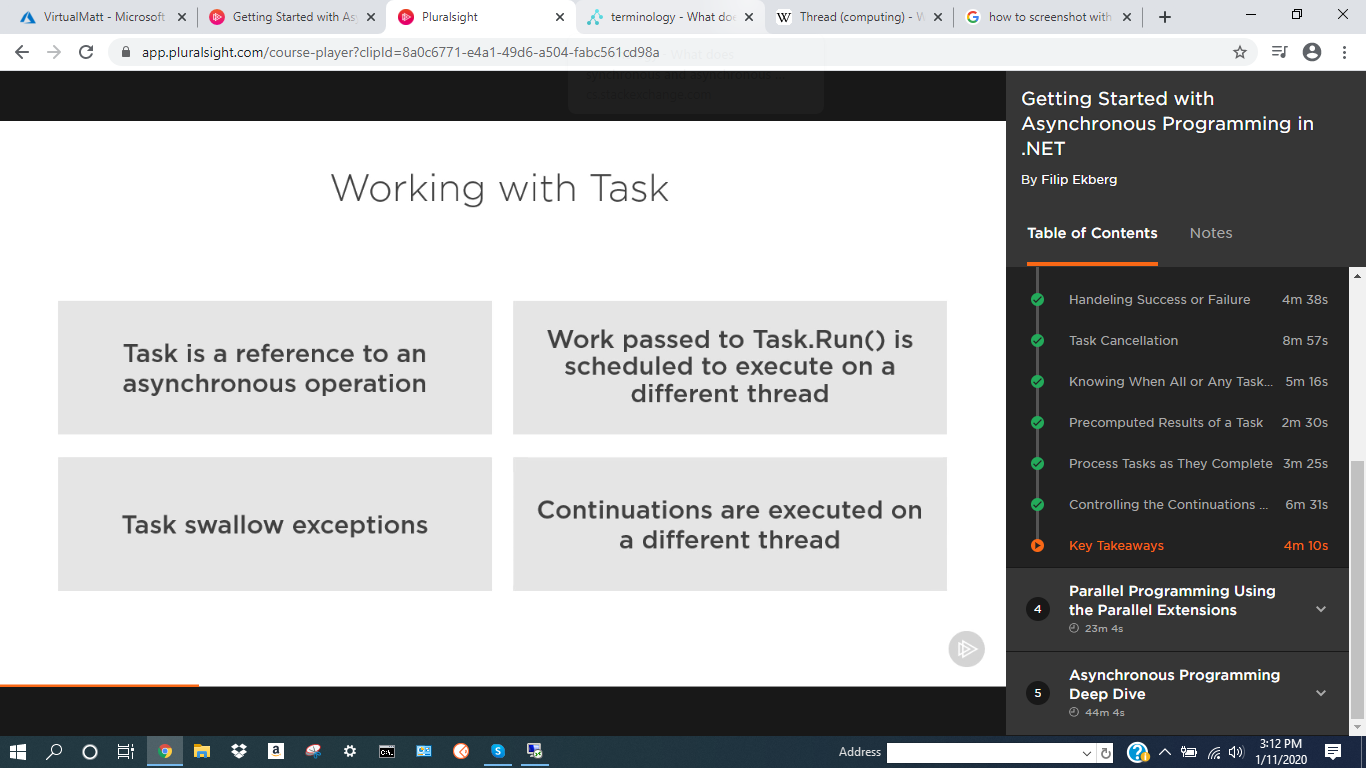 VirtualMatt - Microsoft
Getting Started with As
Pluralsight
terminology - What doe
Thread (computing) - W
how to screenshot with
app.pluralsight.com/course-player?clipId=8a0c6771-e4a1-49d6-a504-fabc561cd98a
Working with Task
Task is a reference to an
asynchronous operation
Work passed to Task.Run() is
scheduled to execute on a
different thread
Task swallow exceptions
Continuations are executed on
a different thread
Getting Started with
Asynchronous Programming in
.NET
By Filip Ekberg
Table of Contents
Notes
Handeling Success or Failure 4m 38s
Task Cancellation 8m 57s
Knowing When All or Any Task... 5m 16s
Precomputed Results of a Task 2m 30s
Process Tasks as They Complete 3m 25s
Controlling the Continuations ... 6m 31s
Key Takeaways 4m 10s
4
Parallel Programming Using
the Parallel Extensions
23m 4s
5
Asynchronous Programming
Deep Dive
44m 4s
Address
3:12 PM
1/11/2020